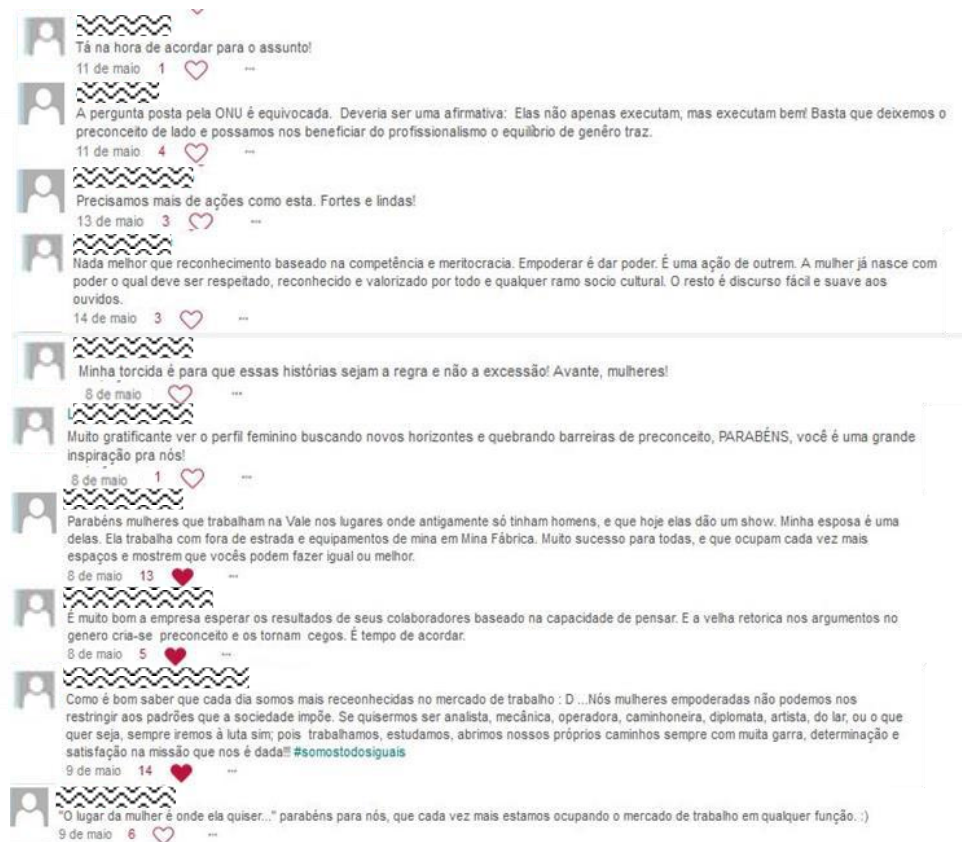 Tá na hora de acordar para o assunto!
11 de maio 1 ...
A pergunta posta pela ONU é equivocada. Deveria ser uma afirmativa: Elas não apenas executam, mas executam bem! Basta que deixemos o
preconceito de lado e possamos nos beneficiar do profissionalismo o equilíbrio de genêro traz.
11 de maio 4 ...
Precisamos mais de ações como esta. Fortes e lindas!
13 de maio 3 ...
Nada melhor que reconhecimento baseado na competência e meritocracia. Empoderar é dar poder. É uma ação de outrem. A mulher já nasce com
poder o qual deve ser respeitado, reconhecido e valorizado por todo e qualquer ramo socio cultural. O resto é discurso fácil e suave aos
ouvidos.
14 de maio 3 ...
Minha torcida é para que essas histórias sejam a regra e não a excessão! Avante, mulheres!
8 de maio ...
Muito gratificante ver o perfil feminino buscando novos horizontes e quebrando barreiras de preconceito, PARABÉNS, você é uma grande
inspiração pra nós!
8 de maio 1 ...
Parabéns mulheres que trabalham na Vale nos lugares onde antigamente só tinham homens, e que hoje elas dão um show. Minha esposa é uma
delas. Ela trabalha com fora de estrada e equipamentos de mina em Mina Fábrica. Muito sucesso para todas, e que ocupam cada vez mais
espaços e mostrem que vocês podem fazer igual ou melhor.
8 de maio 13 ...
É muito bom a empresa esperar os resultados de seus colaboradores baseado na capacidade de pensar. E a velha retorica nos argumentos no
genero cria-se preconceito e os tornam cegos. É tempo de acordar.
8 de maio 5 ...
Como é bom saber que cada dia somos mais receonhecidas no mercado de trabalho : D ...Nós mulheres empoderadas não podemos nos
restringir aos padrões que a sociedade impõe. Se quisermos ser analista, mecânica, operadora, caminhoneira, diplomata, artista, do lar, ou o que
quer seja, sempre iremos à luta sim; pois trabalhamos, estudamos, abrimos nossos próprios caminhos sempre com muita garra, determinação e
satisfação na missão que nos é dada!!! #somostodosiguais
9 de maio 14 ...
"O lugar da mulher é onde ela quiser..." parabéns para nós, que cada vez mais estamos ocupando o mercado de trabalho em qualquer função. :)
9 de maio 6 ...